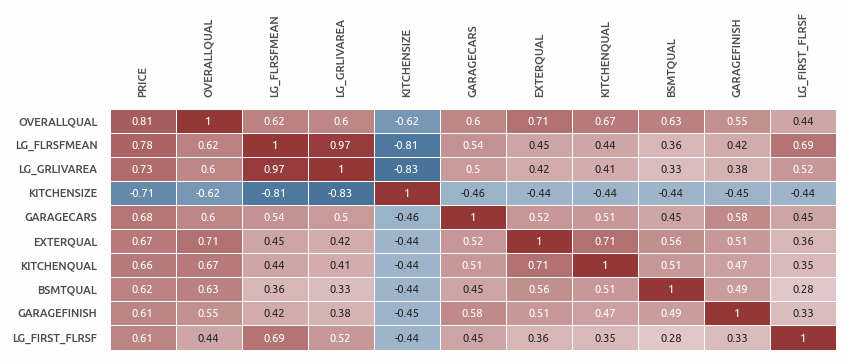 PRICE OVERALLQUAL LG_FLRSFMEAN LG_GRLIVAREA KITCHENSIZE GARAGECARS EXTERQUAL KITCHENQUAL BSMTQUAL GARAGEFINISH LG_FIRST_FLRSF
OVERALLQUAL 0.81 1 0.62 0.6 -0.62 0.6 0.71 0.67 0.63 0.55 0.44
LG_FLRSFMEAN 0.78 0.62 1 0.97 -0.81 0.54 0.45 0.44 0.36 0.42 0.69
LG_GRLIVAREA 0.73 0.6 0.97 1 -0.83 0.5 0.42 0.41 0.33 0.38 0.52
KITCHENSIZE -0.71 -0.62 -0.81 -0.83 1 -0.46 -0.44 -0.44 -0.44 -0.45 -0.44
GARAGECARS 0.68 0.6 0.54 0.5 -0.46 1 0.52 0.51 0.45 0.58 0.45
EXTERQUAL 0.67 0.71 0.45 0.42 -0.44 0.52 1 0.71 0.56 0.51 0.36
KITCHENQUAL 0.66 0.67 0.44 0.41 -0.44 0.51 0.71 1 0.51 0.47 0.35
BSMTQUAL 0.62 0.63 0.36 0.33 -0.44 0.45 0.56 0.51 1 0.49 0.28
GARAGEFINISH 0.61 0.55 0.42 0.38 -0.45 0.58 0.51 0.47 0.49 1 0.33
LG_FIRST_FLRSF 0.61 0.44 0.69 0.52 -0.44 0.45 0.36 0.35 0.28 0.33 1